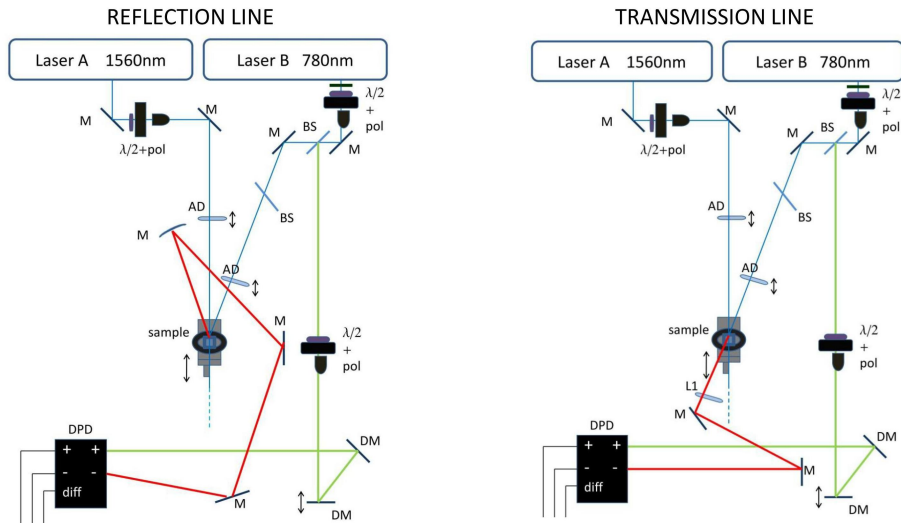 REFLECTION LINE
Laser A 1560nm
Laser B 780nm
M
λ/2+pol
M
BS
M
M
λ/2
+
pol
AD
BS
M
AD
sample
M
λ/2
+
pol
DPD
+ +
- -
diff
M
DM
DM
TRANSMISSION LINE
Laser A 1560nm
Laser B 780nm
M
λ/2+pol
M
BS
M
M
λ/2
+
pol
AD
BS
AD
sample
L1
M
λ/2
+
pol
DPD
+ +
- -
diff
M
DM
DM